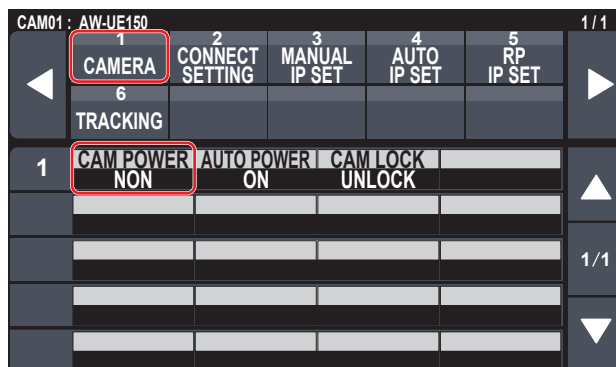 CAM01 : AW-UE150 1 / 1
1 2 3 4 5
CAMERA CONNECT SETTING MANUAL IP SET AUTO IP SET RP IP SET
6
TRACKING
1 CAM POWER AUTO POWER CAM LOCK
NON ON UNLOCK
1/1